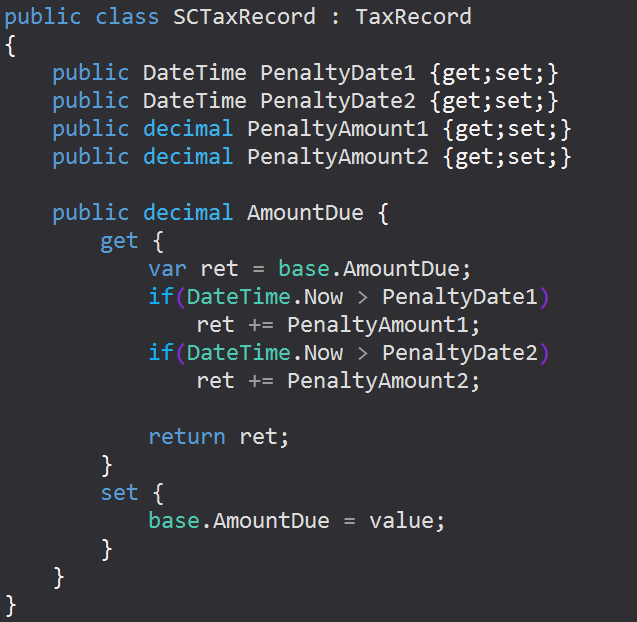 public class SCTaxRecord : TaxRecord
{
    public DateTime PenaltyDate1 {get;set;}
    public DateTime PenaltyDate2 {get;set;}
    public decimal PenaltyAmount1 {get;set;}
    public decimal PenaltyAmount2 {get;set;}

    public decimal AmountDue {
        get {
            var ret = base.AmountDue;
            if(DateTime.Now > PenaltyDate1)
                ret += PenaltyAmount1;
            if(DateTime.Now > PenaltyDate2)
                ret += PenaltyAmount2;

            return ret;
        }
        set {
            base.AmountDue = value;
        }
    }
}